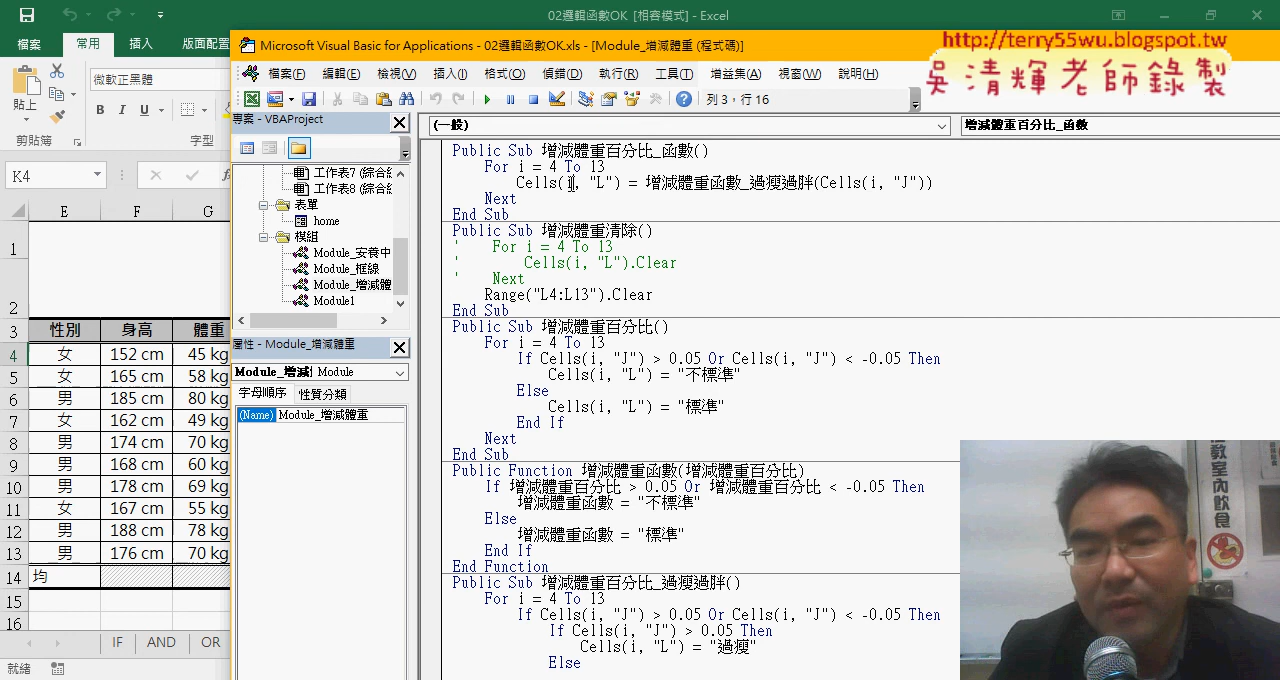 02邏輯函數OK [相容模式] - Excel
檔案 常用 插入 版面配置
貼上
剪貼簿
微軟正黑體
B I U
字型
K4
E F G
1
2
3 性別 身高 體重
4 女 152 cm 45 kg
5 女 165 cm 58 kg
6 男 185 cm 80 kg
7 女 162 cm 49 kg
8 男 174 cm 70 kg
9 男 168 cm 60 kg
10 男 178 cm 69 kg
11 女 167 cm 55 kg
12 男 188 cm 78 kg
13 男 176 cm 70 kg
14 均
15
16
IF AND OR
就緒
Microsoft Visual Basic for Applications - 02邏輯函數OK.xls - [Module_增減體重 (程式碼)]
檔案(F) 編輯(E) 檢視(V) 插入(I) 格式(O) 偵錯(D) 執行(R) 工具(T) 增益集(A) 視窗(W) 說明(H)
列 3，行 16
http://terry55wu.blogspot.tw
吳清輝老師錄製
專案 - VBAProject
工作表7 (綜合
工作表8 (綜合
表單
home
模組
Module_安養中
Module_框線
Module_增減體
Module1
屬性 - Module_增減體重
Module_增減 Module
字母順序 性質分類
(Name) Module_增減體重
(一般) 增減體重百分比_函數
Public Sub 增減體重百分比_函數()
For i = 4 To 13
Cells(i, "L") = 增減體重函數_過瘦過胖(Cells(i, "J"))
Next
End Sub
Public Sub 增減體重清除()
' For i = 4 To 13
' Cells(i, "L").Clear
' Next
Range("L4:L13").Clear
End Sub
Public Sub 增減體重百分比()
For i = 4 To 13
If Cells(i, "J") > 0.05 Or Cells(i, "J") < -0.05 Then
Cells(i, "L") = "不標準"
Else
Cells(i, "L") = "標準"
End If
Next
End Sub
Public Function 增減體重函數(增減體重百分比)
If 增減體重百分比 > 0.05 Or 增減體重百分比 < -0.05 Then
增減體重函數 = "不標準"
Else
增減體重函數 = "標準"
End If
End Function
Public Sub 增減體重百分比_過瘦過胖()
For i = 4 To 13
If Cells(i, "J") > 0.05 Or Cells(i, "J") < -0.05 Then
If Cells(i, "J") > 0.05 Then
Cells(i, "L") = "過瘦"
Else
教室內飲食